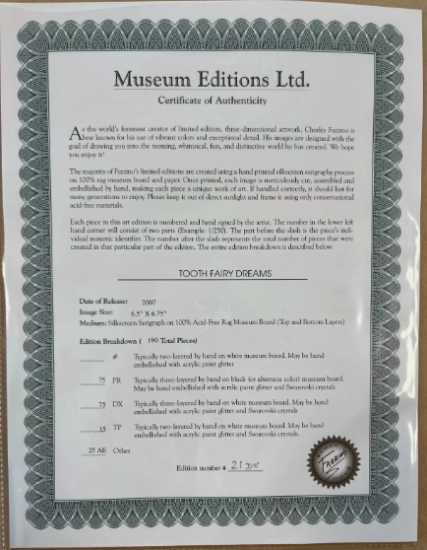 Museum Editions Ltd.
Certificate of Authenticity
As the world's foremost creator of limited edition, three-dimensional artwork, Charles Fazzino is
best known for his use of vibrant colors and exceptional detail. His images are designed with the
goal of drawing you into the teeming, whimsical, fun, and distinctive world he has created. We hope
you enjoy it!
The majority of Fazzino's limited editions are created using a hand printed silkscreen serigraphy process
on 100% rag museum board and paper. Once printed, each image is meticulously cut, assembled and
embellished by hand, making each piece a unique work of art. If handled correctly, it should last for
many generations to enjoy. Please keep it out of direct sunlight and frame it using only conservational
acid-free materials.
Each piece in this art edition is numbered and hand signed by the artist. The number in the lower left
hand corner will consist of two parts (Example: 1/250). The part before the slash is the piece's indi-
vidual numeric identifier. The number after the slash represents the total number of pieces that were
created in that particular part of the edition. The entire edition breakdown is described below
TOOTH FAIRY DREAMS
Date of Release: 2007
Image Size: 6.5" X 6.75"
Medium: Silkscreen Serigraph on 100% Acid-Free Rag Museum Board (Top and Bottom Layers)
Edition Breakdown ( 190 Total Pieces)
# Typically two-layered by hand on white museum board. May be hand
embellished with acrylic paint glitter
75 PR Typically three-layered by hand on black (or alternate color) museum board.
May be hand embellished with acrylic paint glitter and Swarovski crystals
75 DX Typically three-layered by hand on white museum board. May be hand
embellished with acrylic paint glitter and Swarovski crystals
15 TP Typically two-layered by hand on white museum board. May be hand
embellished with acrylic paint glitter and Swarovski crystals.
25 AE Other
Edition number # 21
Fazzino